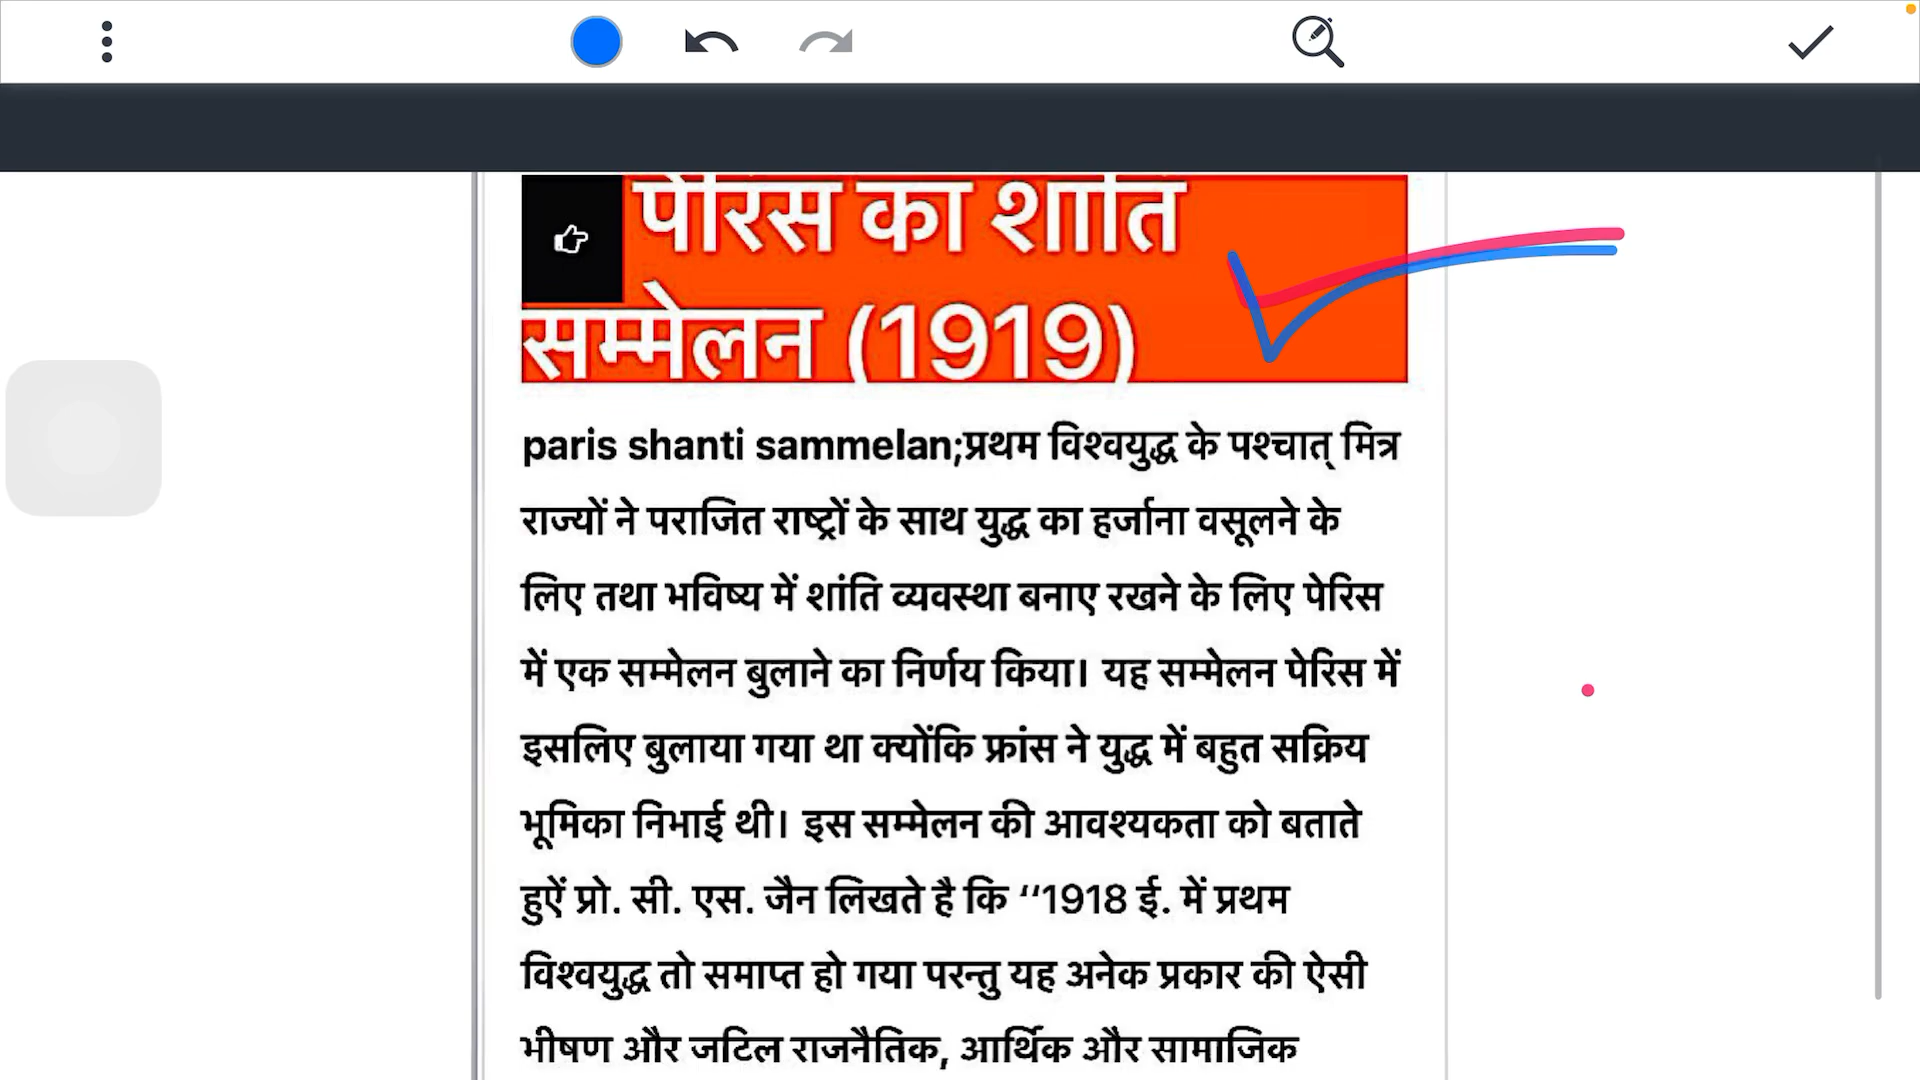 पेरिस का शांति
सम्मेलन (1919)
paris shanti sammelan;प्रथम विश्वयुद्ध के पश्चात् मित्र
राज्यों ने पराजित राष्ट्रों के साथ युद्ध का हर्जाना वसूलने के
लिए तथा भविष्य में शांति व्यवस्था बनाए रखने के लिए पेरिस
में एक सम्मेलन बुलाने का निर्णय किया। यह सम्मेलन पेरिस में
इसलिए बुलाया गया था क्योंकि फ्रांस ने युद्ध में बहुत सक्रिय
भूमिका निभाई थी। इस सम्मेलन की आवश्यकता को बताते
हुऐं प्रो. सी. एस. जैन लिखते है कि ‘‘1918 ई. में प्रथम
विश्वयुद्ध तो समाप्त हो गया परन्तु यह अनेक प्रकार की ऐसी
भीषण और जटिल राजनैतिक, आर्थिक और सामाजिक